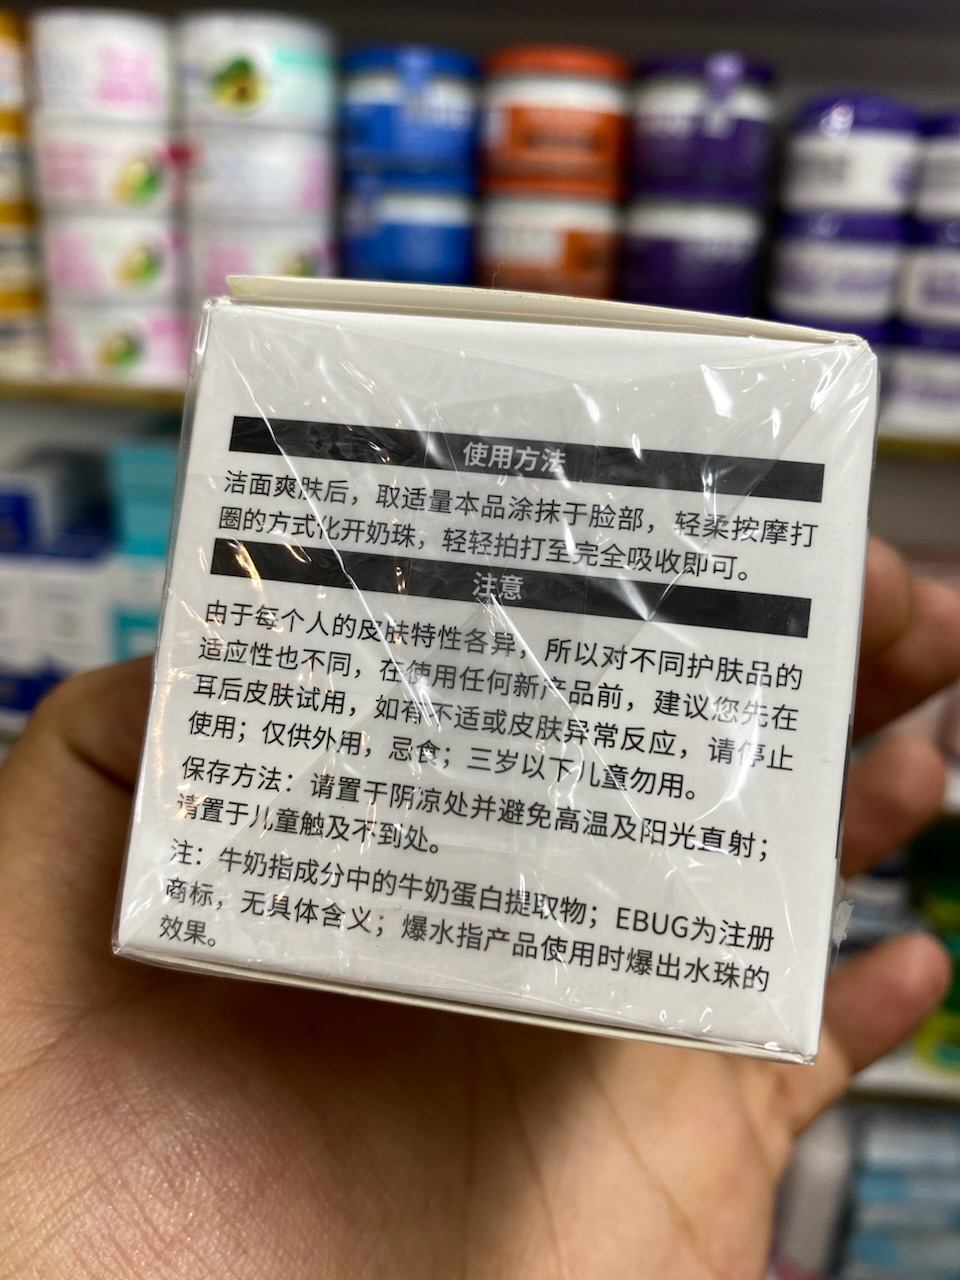 使用方法
洁面爽肤后，取适量本品涂抹于脸部，轻柔按摩打
圈的方式化开奶珠，轻轻拍打至完全吸收即可。
注意
由于每个人的皮肤特性各异，所以对不同护肤品的
适应性也不同，在使用任何新产品前，建议您先在
耳后皮肤试用，如有不适或皮肤异常反应，请停止
使用；仅供外用，忌食；三岁以下儿童勿用。
保存方法：请置干阴凉处并避免高温及阳光直射；
请置于儿童触及不到处。
注：牛奶指成分中的牛奶蛋白提取物；EBUG为注册
商标，无具体含义；爆水指产品使用时爆出水珠的
效果。